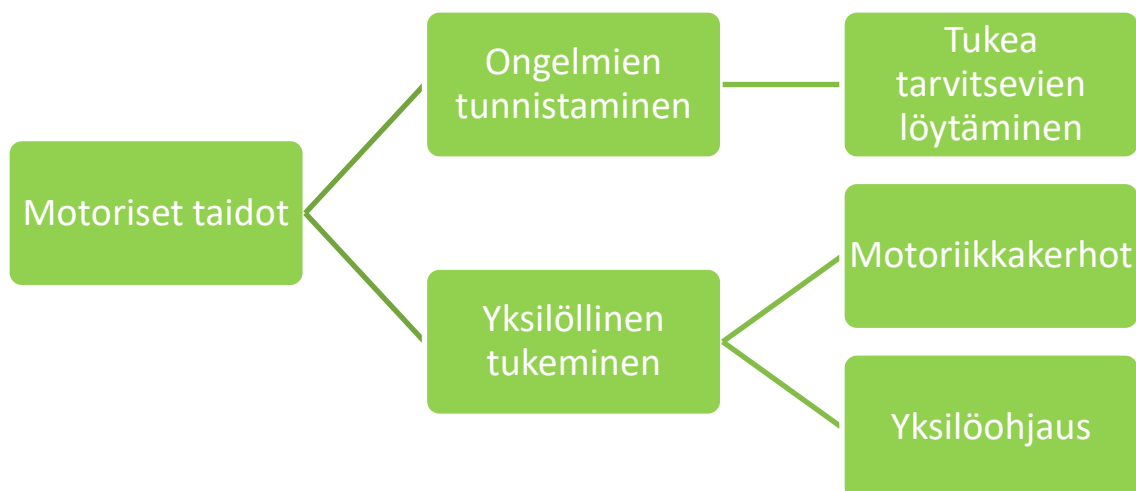 Motoriset taidot
Ongelmien
tunnistaminen
Tukea
tarvitsevien
löytäminen
Yksilöllinen
tukeminen
Motoriikkakerhot
Yksilöohjaus